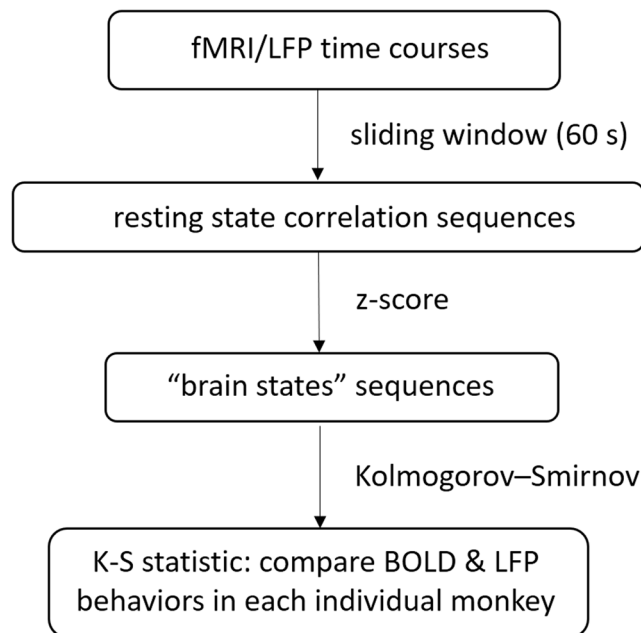 fMRI/LFP time courses
sliding window (60 s)
resting state correlation sequences
z-score
“brain states” sequences
Kolmogorov–Smirnov
K-S statistic: compare BOLD & LFP
behaviors in each individual monkey